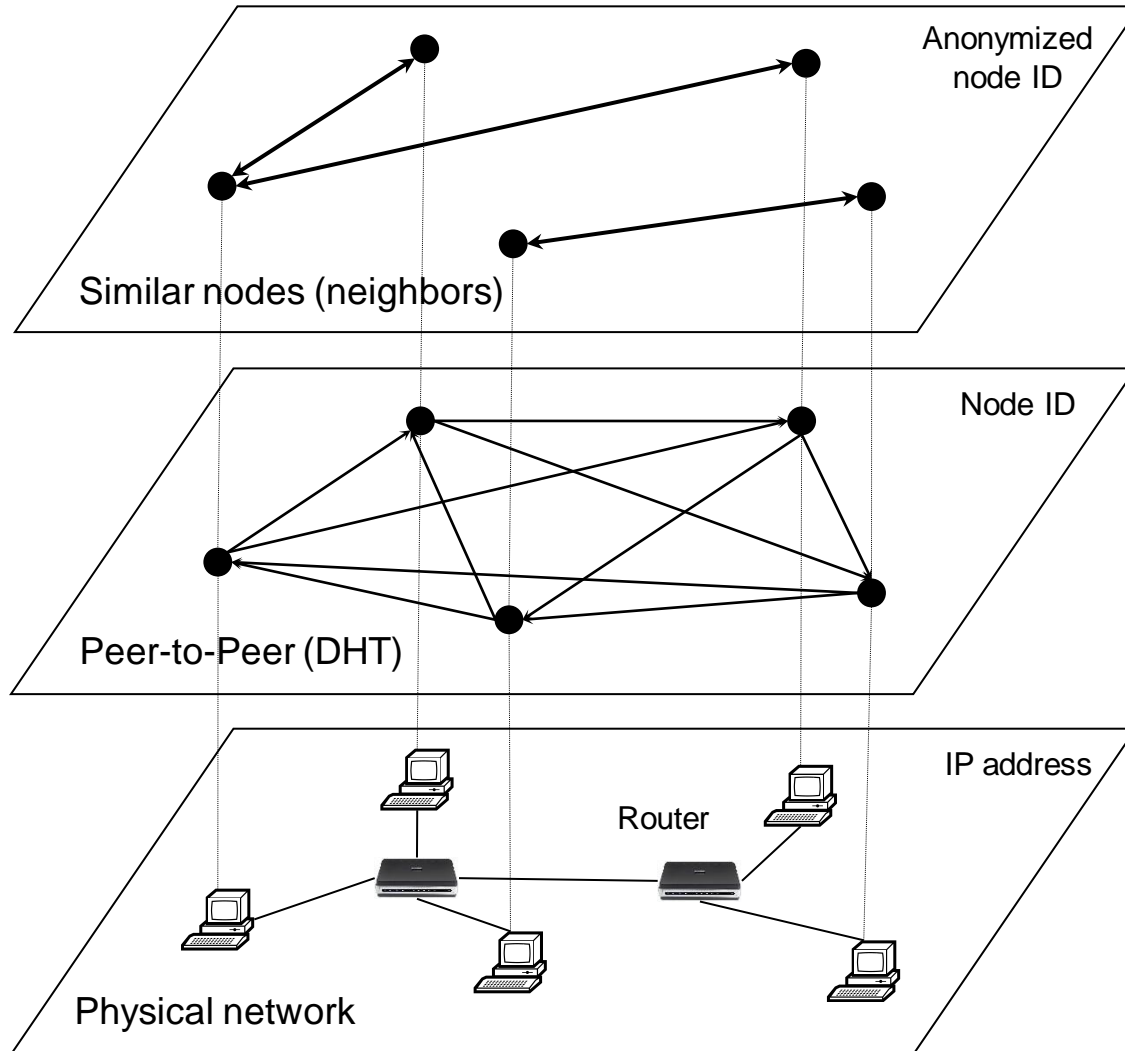 Anonymized
node ID
Similar nodes (neighbors)
Node ID
Peer-to-Peer (DHT)
IP address
Router
Physical network